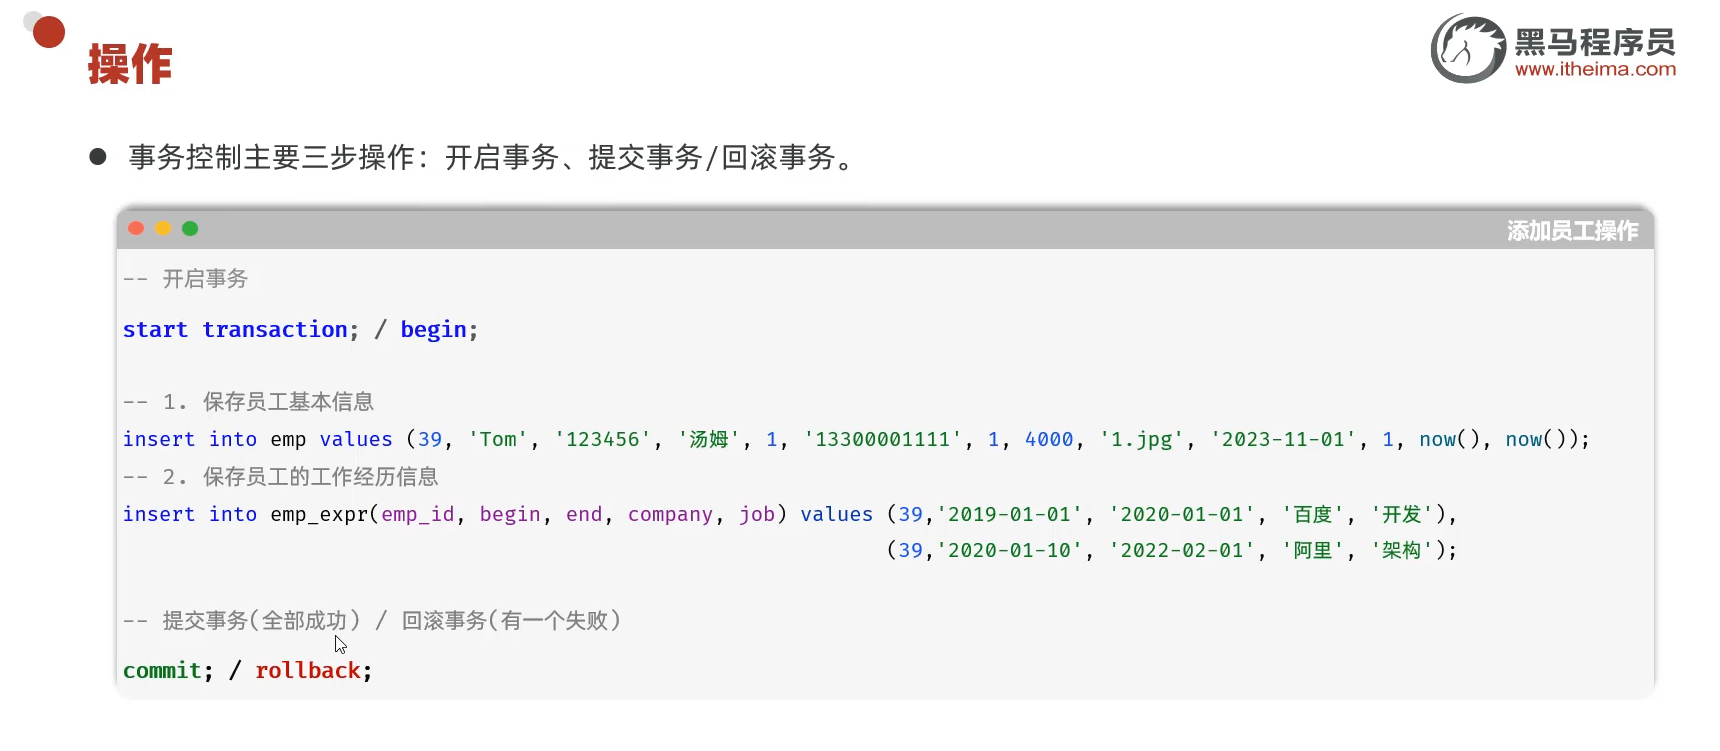 操作
黑马程序员
www.itheima.com
事务控制主要三步操作：开启事务、提交事务/回滚事务。
添加员工操作
-- 开启事务
start transaction; / begin;
-- 1. 保存员工基本信息
insert into emp values (39, 'Tom', '123456', '汤姆', 1, '13300001111', 1, 4000, '1.jpg', '2023-11-01', 1, now(), now());
-- 2. 保存员工的工作经历信息
insert into emp_expr(emp_id, begin, end, company, job) values (39,'2019-01-01', '2020-01-01', '百度', '开发'),
(39,'2020-01-10', '2022-02-01', '阿里', '架构');
-- 提交事务(全部成功) / 回滚事务(有一个失败)
commit; / rollback;